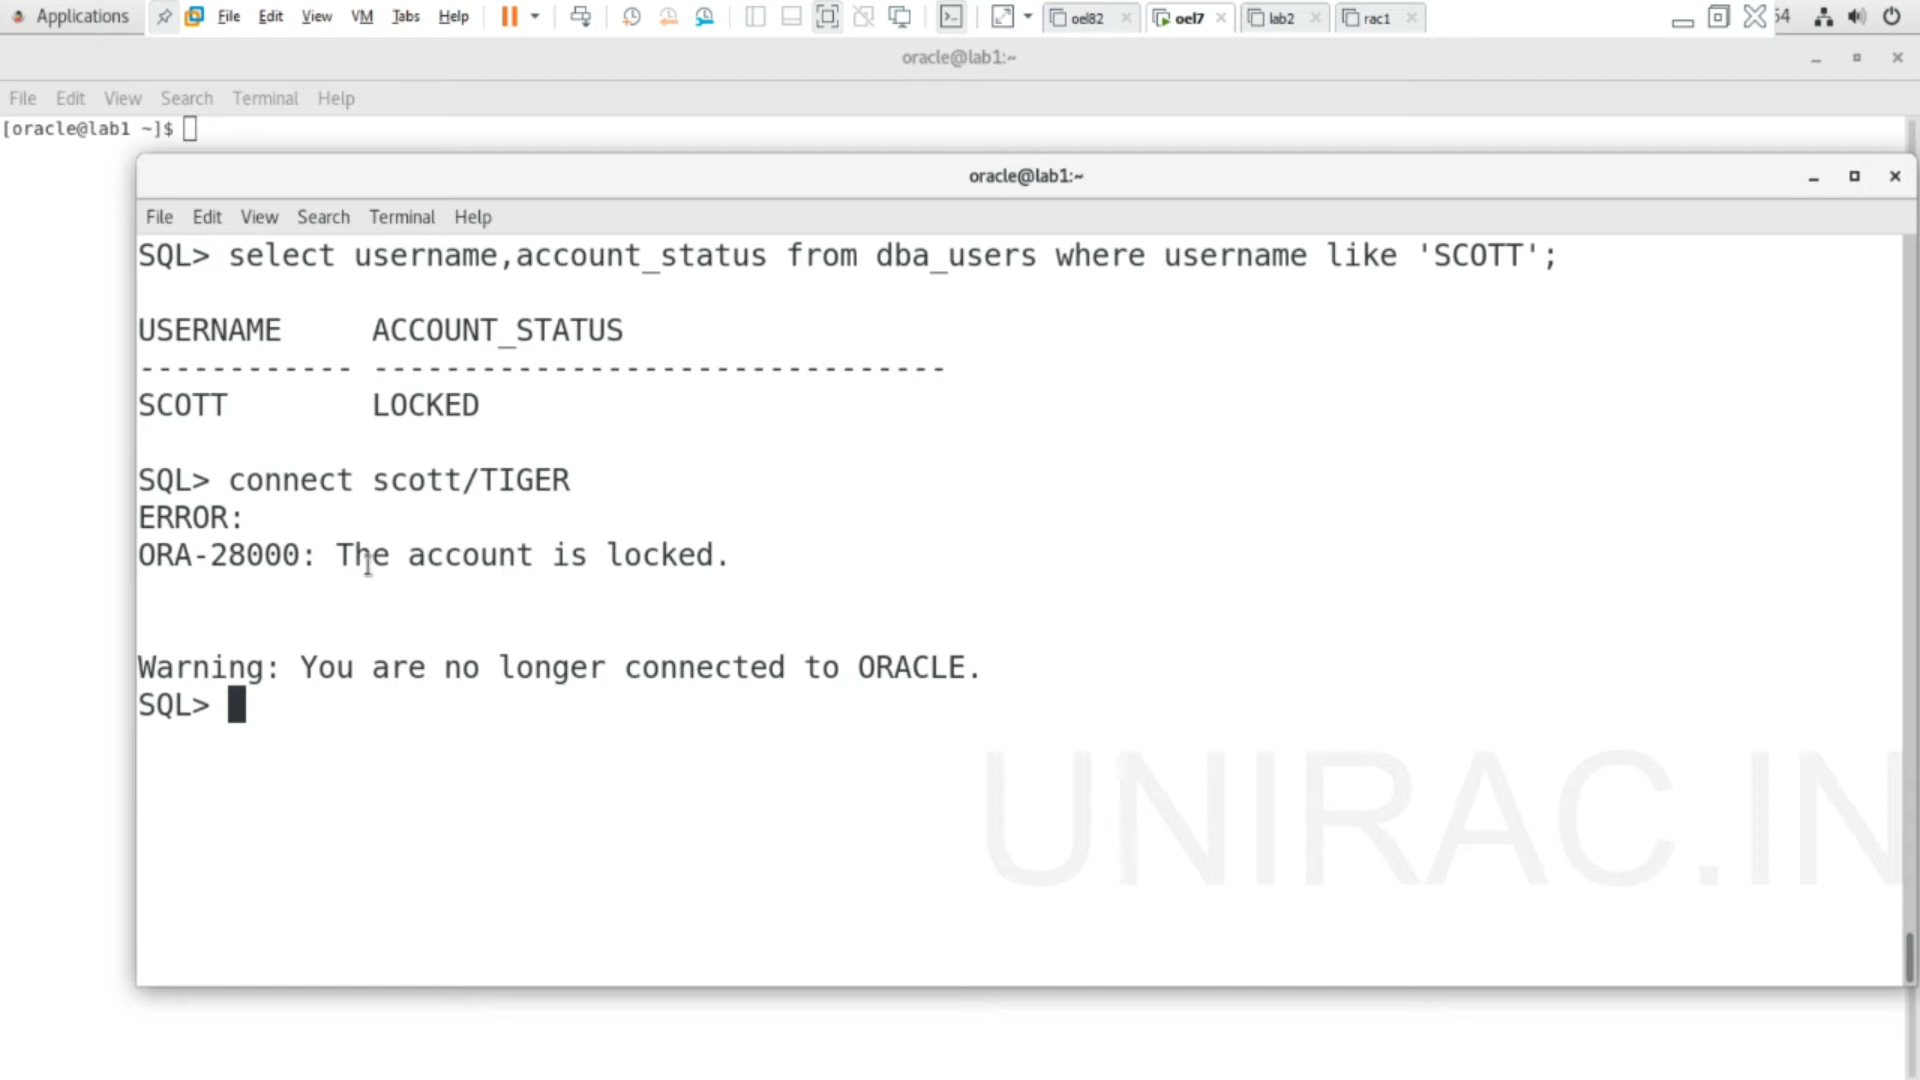 Applications File Edit View VM Tabs Help oel82 oel7 lab2 rac1 54
oracle@lab1:~
File Edit View Search Terminal Help
[oracle@lab1 ~]$
oracle@lab1:~
File Edit View Search Terminal Help
SQL> select username,account_status from dba_users where username like 'SCOTT';
USERNAME ACCOUNT_STATUS
------------ --------------------------------
SCOTT LOCKED
SQL> connect scott/TIGER
ERROR:
ORA-28000: The account is locked.
Warning: You are no longer connected to ORACLE.
SQL>
UNIRAC.IN